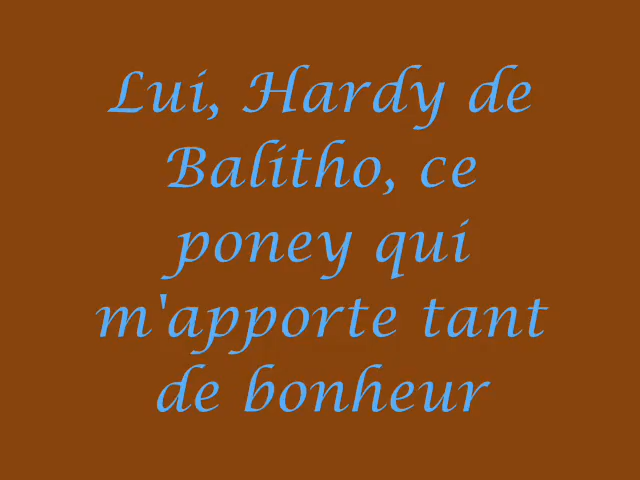 Lui, Hardy de
Balitho, ce
poney qui
m'apporte tant
de bonheur